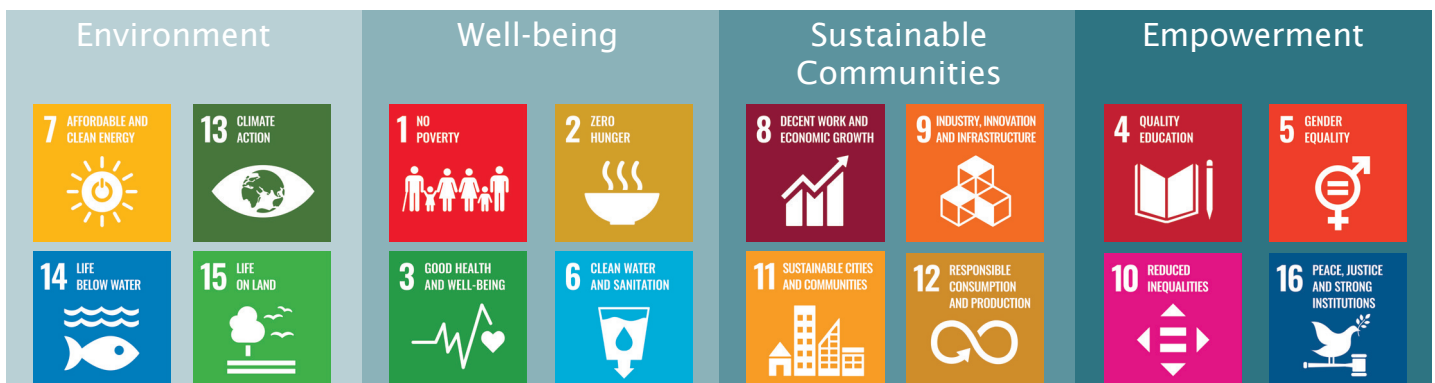 Environment
7 AFFORDABLE AND
CLEAN ENERGY
13 CLIMATE
ACTION
14 LIFE
BELOW WATER
15 LIFE
ON LAND
Well-being
1 NO
POVERTY
2 ZERO
HUNGER
3 GOOD HEALTH
AND WELL-BEING
6 CLEAN WATER
AND SANITATION
Sustainable
Communities
8 DECENT WORK AND
ECONOMIC GROWTH
9 INDUSTRY, INNOVATION
AND INFRASTRUCTURE
11 SUSTAINABLE CITIES
AND COMMUNITIES
12 RESPONSIBLE
CONSUMPTION
AND PRODUCTION
Empowerment
4 QUALITY
EDUCATION
5 GENDER
EQUALITY
10 REDUCED
INEQUALITIES
16 PEACE, JUSTICE
AND STRONG
INSTITUTIONS